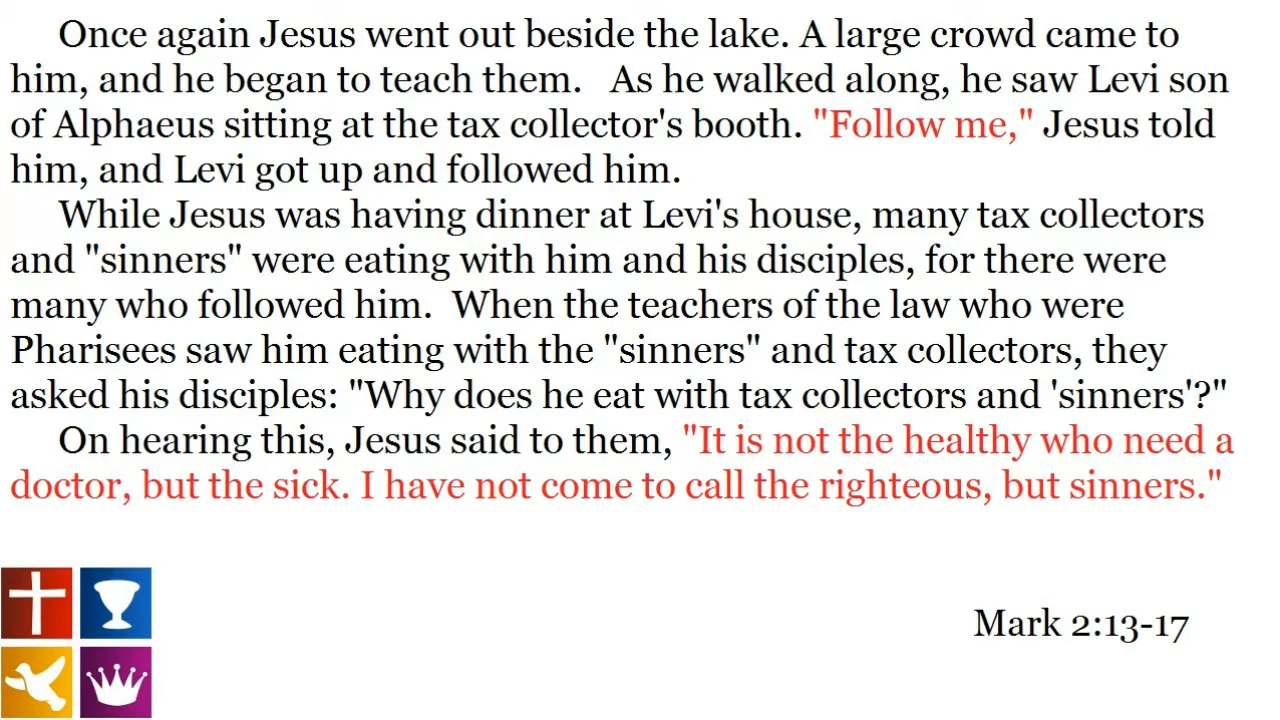 Once again Jesus went out beside the lake. A large crowd came to
him, and he began to teach them.   As he walked along, he saw Levi son
of Alphaeus sitting at the tax collector's booth. "Follow me," Jesus told
him, and Levi got up and followed him.
While Jesus was having dinner at Levi's house, many tax collectors
and "sinners" were eating with him and his disciples, for there were
many who followed him.  When the teachers of the law who were
Pharisees saw him eating with the "sinners" and tax collectors, they
asked his disciples: "Why does he eat with tax collectors and 'sinners'?"
On hearing this, Jesus said to them, "It is not the healthy who need a
doctor, but the sick. I have not come to call the righteous, but sinners."
Mark 2:13-17